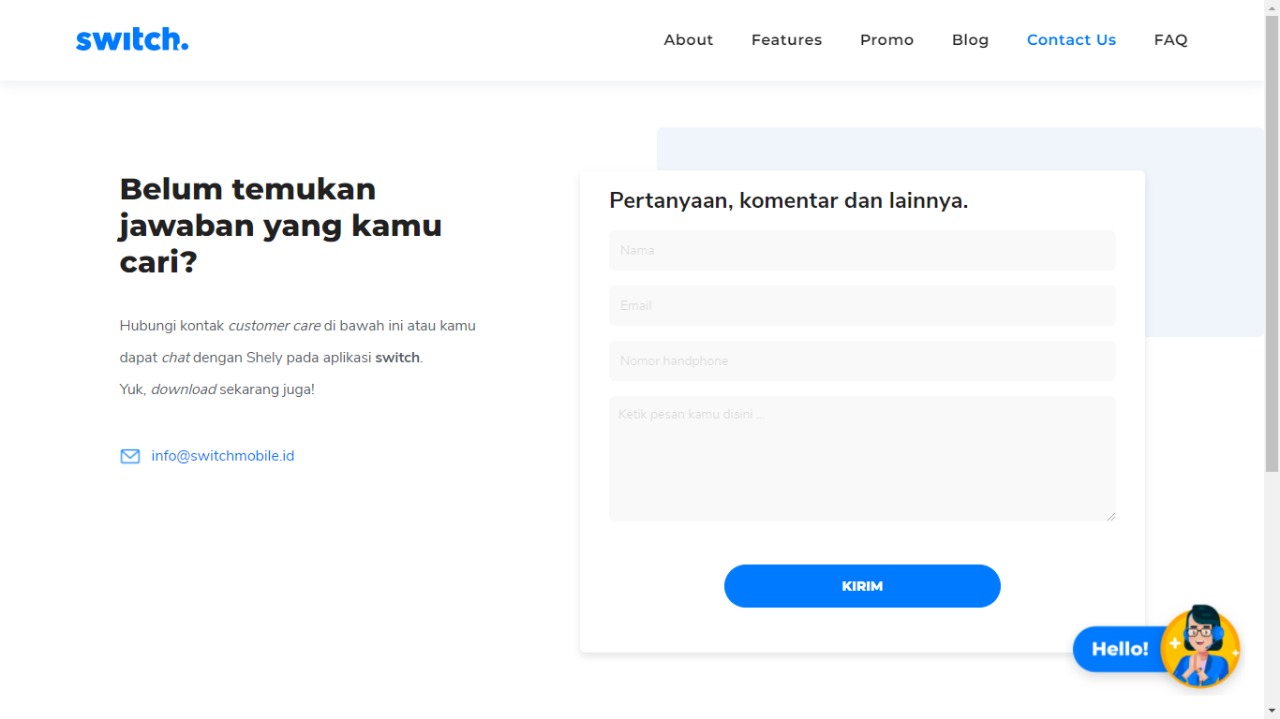 switch.
About Features Promo Blog Contact Us FAQ
Belum temukan
jawaban yang kamu
cari?
Hubungi kontak customer care di bawah ini atau kamu
dapat chat dengan Shely pada aplikasi switch.
Yuk, download sekarang juga!
info@switchmobile.id
Pertanyaan, komentar dan lainnya.
Nama
Email
Nomor handphone
Ketik pesan kamu disini ...
KIRIM
Hello!